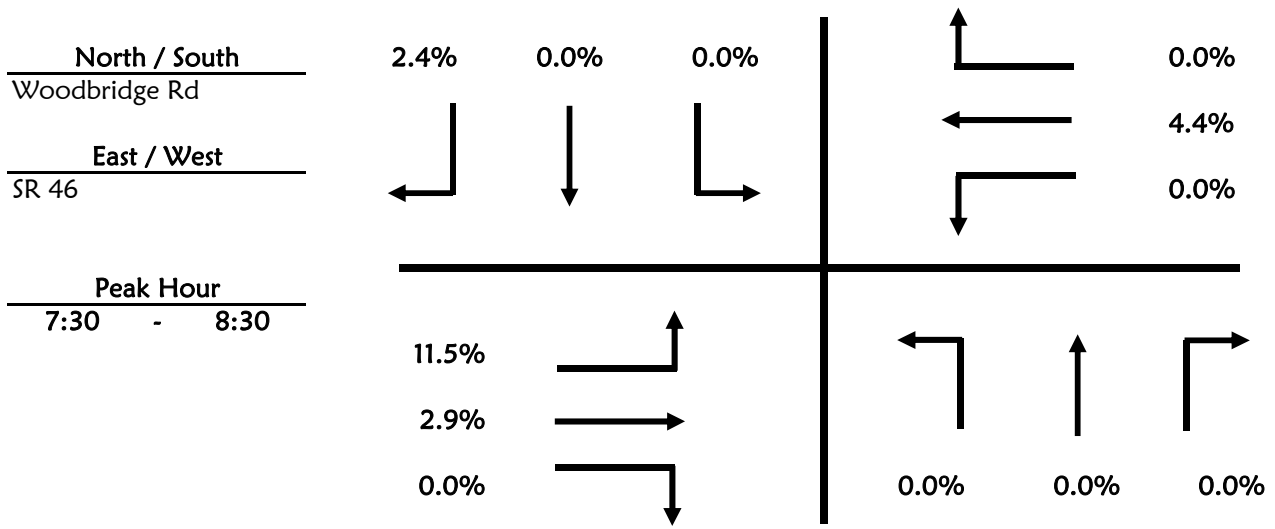 North / South
Woodbridge Rd
East / West
SR 46
Peak Hour
7:30 - 8:30
2.4% 0.0% 0.0%
0.0%
4.4%
0.0%
11.5%
2.9%
0.0%
0.0% 0.0% 0.0%